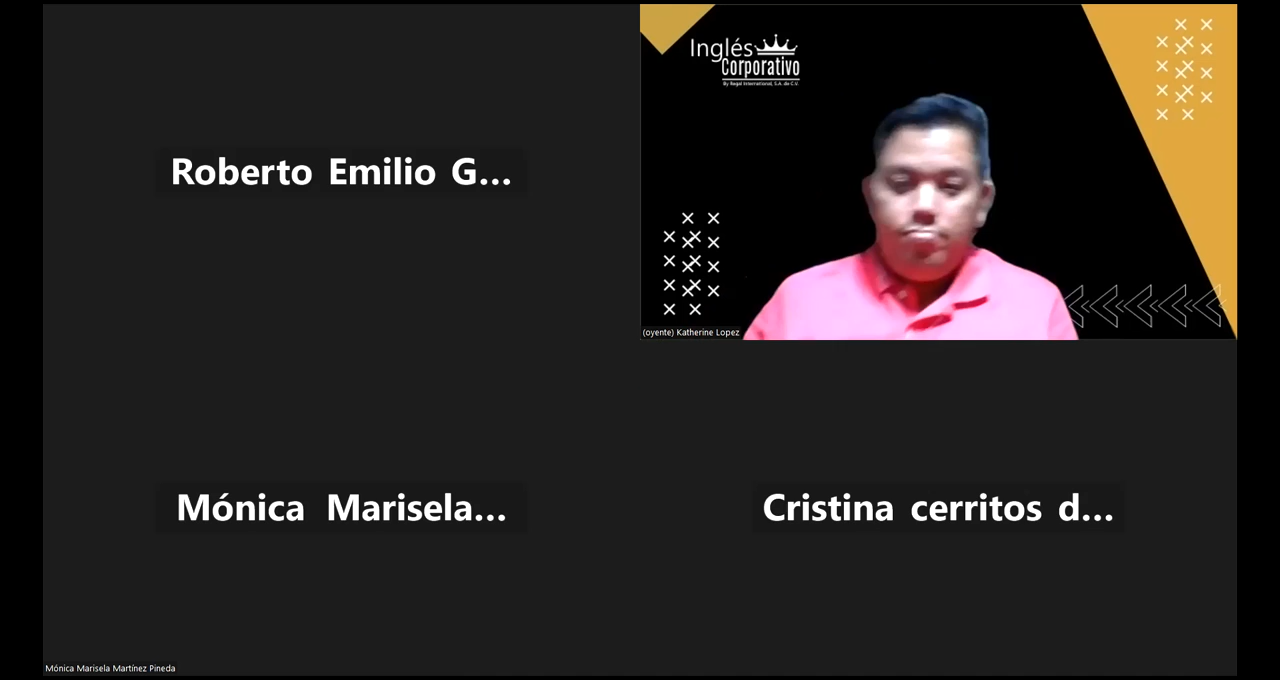 Inglés
Corporativo
By Regal International, S.A. de C.V.
Roberto Emilio G...
(oyente) Katherine Lopez
Mónica Marisela...
Cristina cerritos d...
Mónica Marisela Martínez Pineda